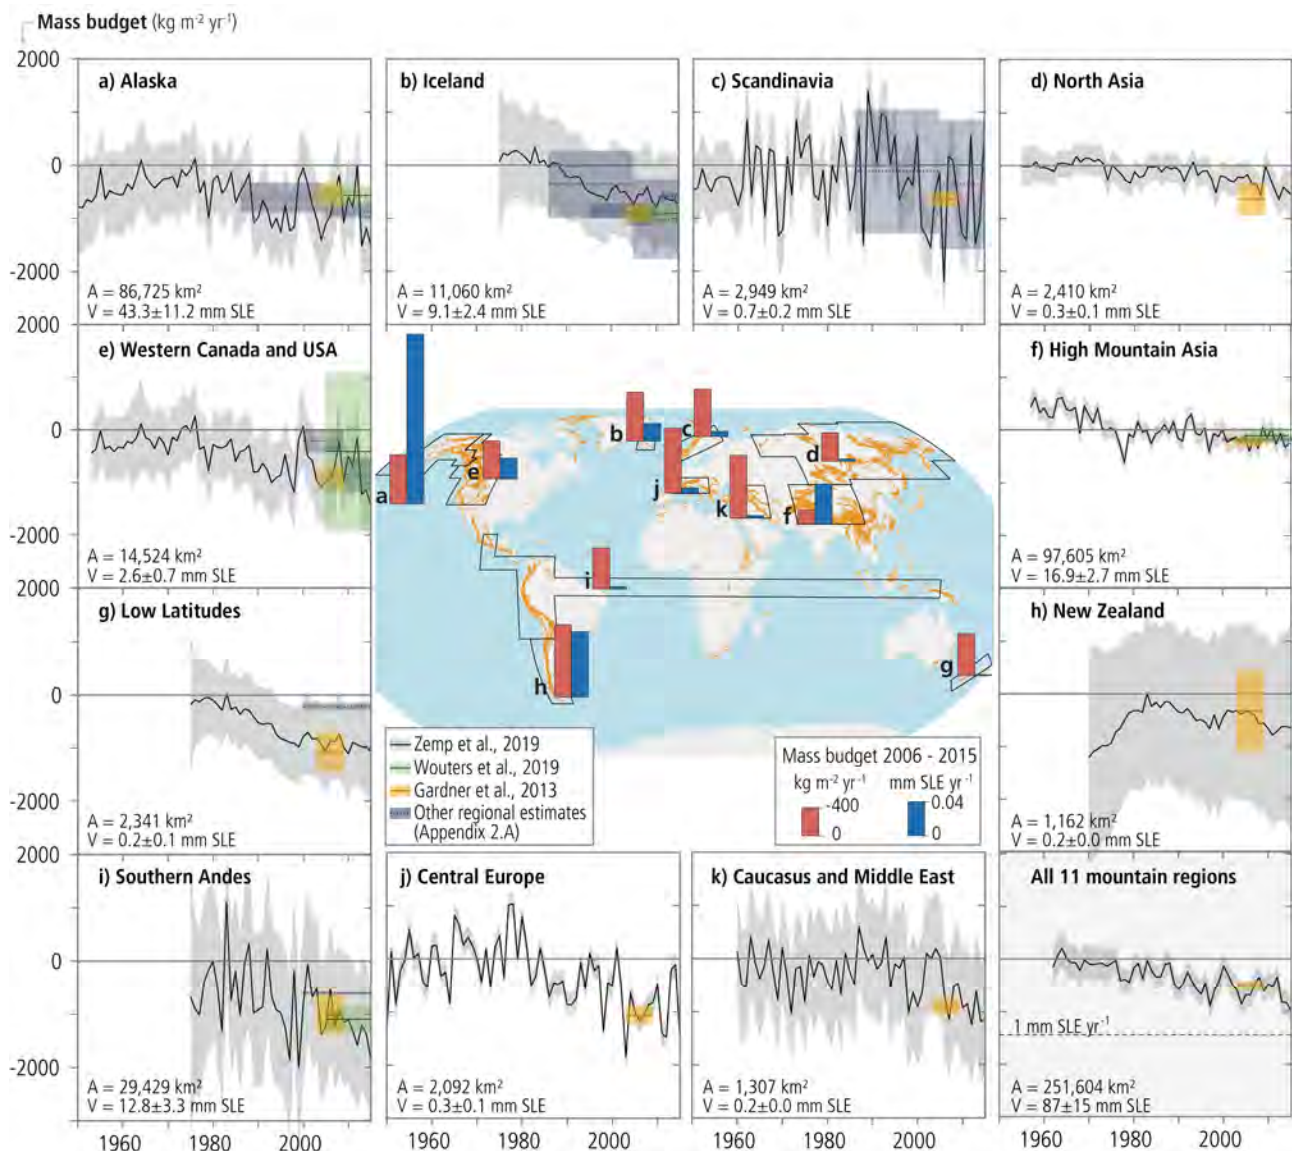 Mass budget (kg m-2 yr-1)
2000
a) Alaska
b) Iceland
c) Scandinavia
d) North Asia
0
-2000
A = 86,725 km²
V = 43.3±11.2 mm SLE
A = 11,060 km²
V = 9.1±2.4 mm SLE
A = 2,949 km²
V = 0.7±0.2 mm SLE
A = 2,410 km²
V = 0.3±0.1 mm SLE
2000
e) Western Canada and USA
f) High Mountain Asia
0
-2000
A = 14,524 km²
V = 2.6±0.7 mm SLE
A = 97,605 km²
V = 16.9±2.7 mm SLE
a
b
c
d
e
f
g
h
i
j
k
2000
g) Low Latitudes
h) New Zealand
0
-2000
A = 2,341 km²
V = 0.2±0.1 mm SLE
A = 1,162 km²
V = 0.2±0.0 mm SLE
Zemp et al., 2019
Wouters et al., 2019
Gardner et al., 2013
Other regional estimates
(Appendix 2.A)
Mass budget 2006 - 2015
kg m-2 yr-1
mm SLE yr-1
-400
0
0.04
0
2000
i) Southern Andes
j) Central Europe
k) Caucasus and Middle East
All 11 mountain regions
0
1 mm SLE yr-1
-2000
A = 29,429 km²
V = 12.8±3.3 mm SLE
A = 2,092 km²
V = 0.3±0.1 mm SLE
A = 1,307 km²
V = 0.2±0.0 mm SLE
A = 251,604 km²
V = 87±15 mm SLE
1960 1980 2000
1960 1980 2000
1960 1980 2000
1960 1980 2000